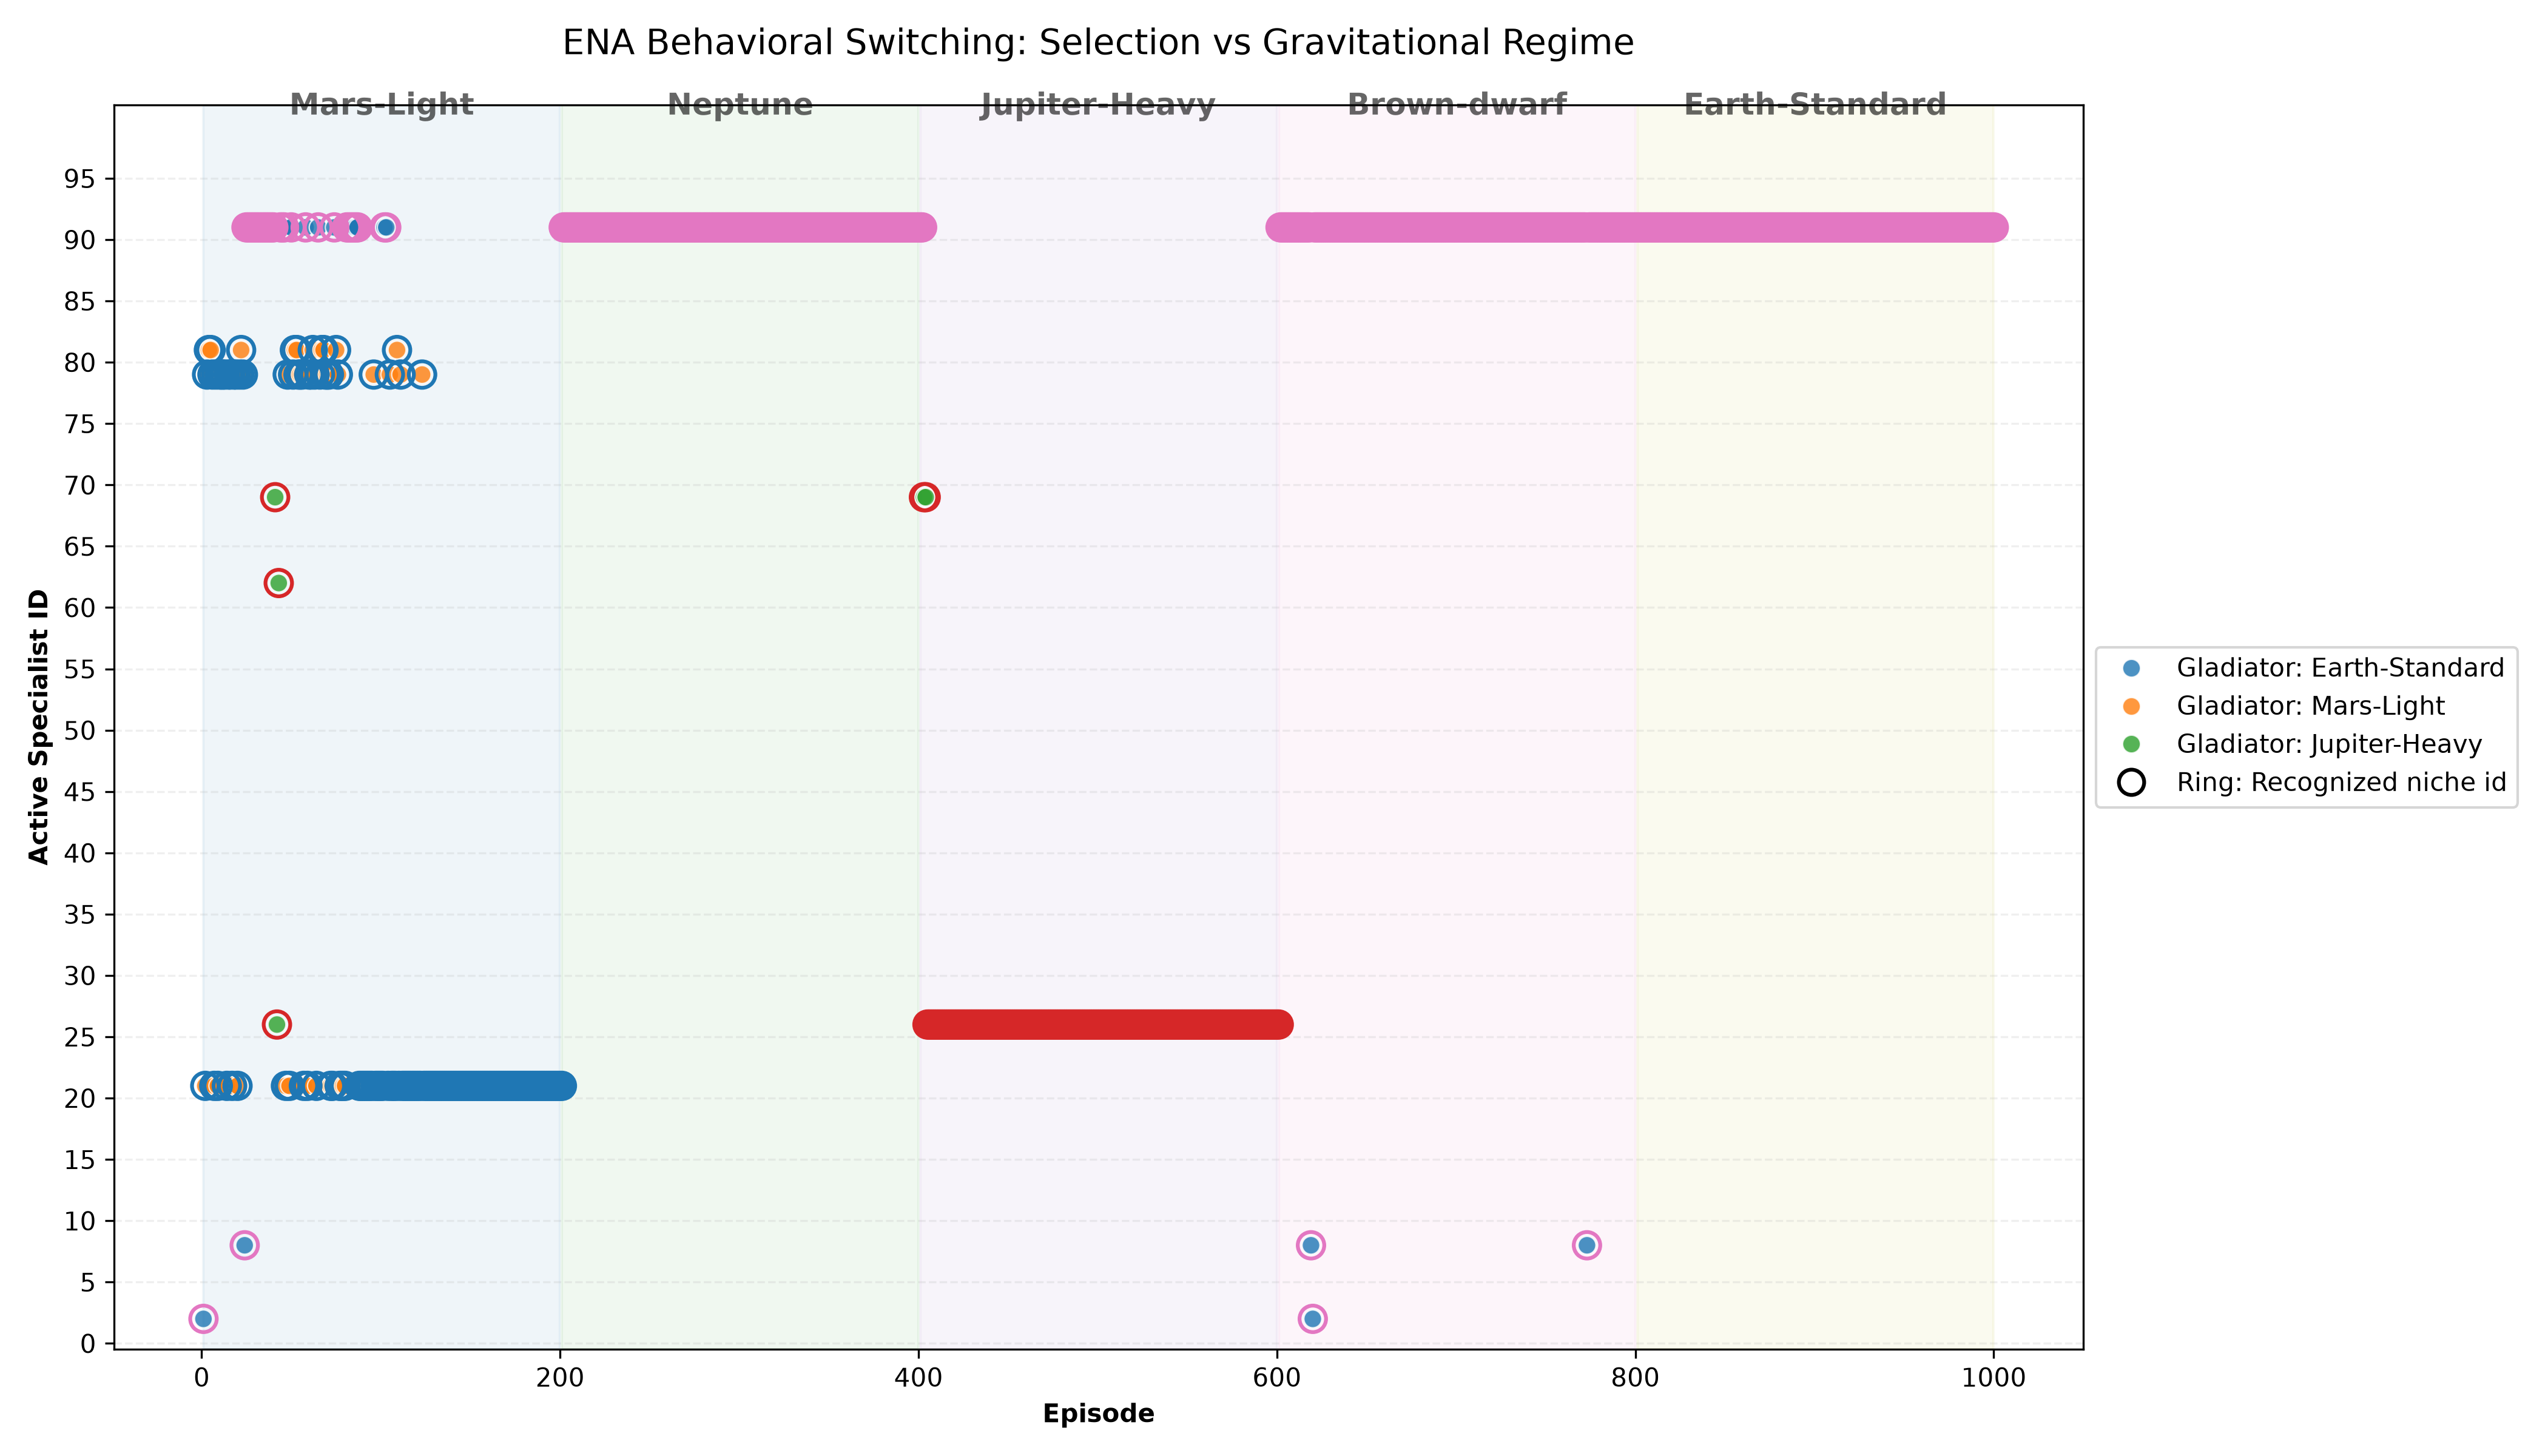 ENA Behavioral Switching: Selection vs Gravitational Regime
Mars-Light
Neptune
Jupiter-Heavy
Brown-dwarf
Earth-Standard
Active Specialist ID
95
90
85
80
75
70
65
60
55
50
45
40
35
30
25
20
15
10
5
0
0
200
400
600
800
1000
Episode
Gladiator: Earth-Standard
Gladiator: Mars-Light
Gladiator: Jupiter-Heavy
Ring: Recognized niche id